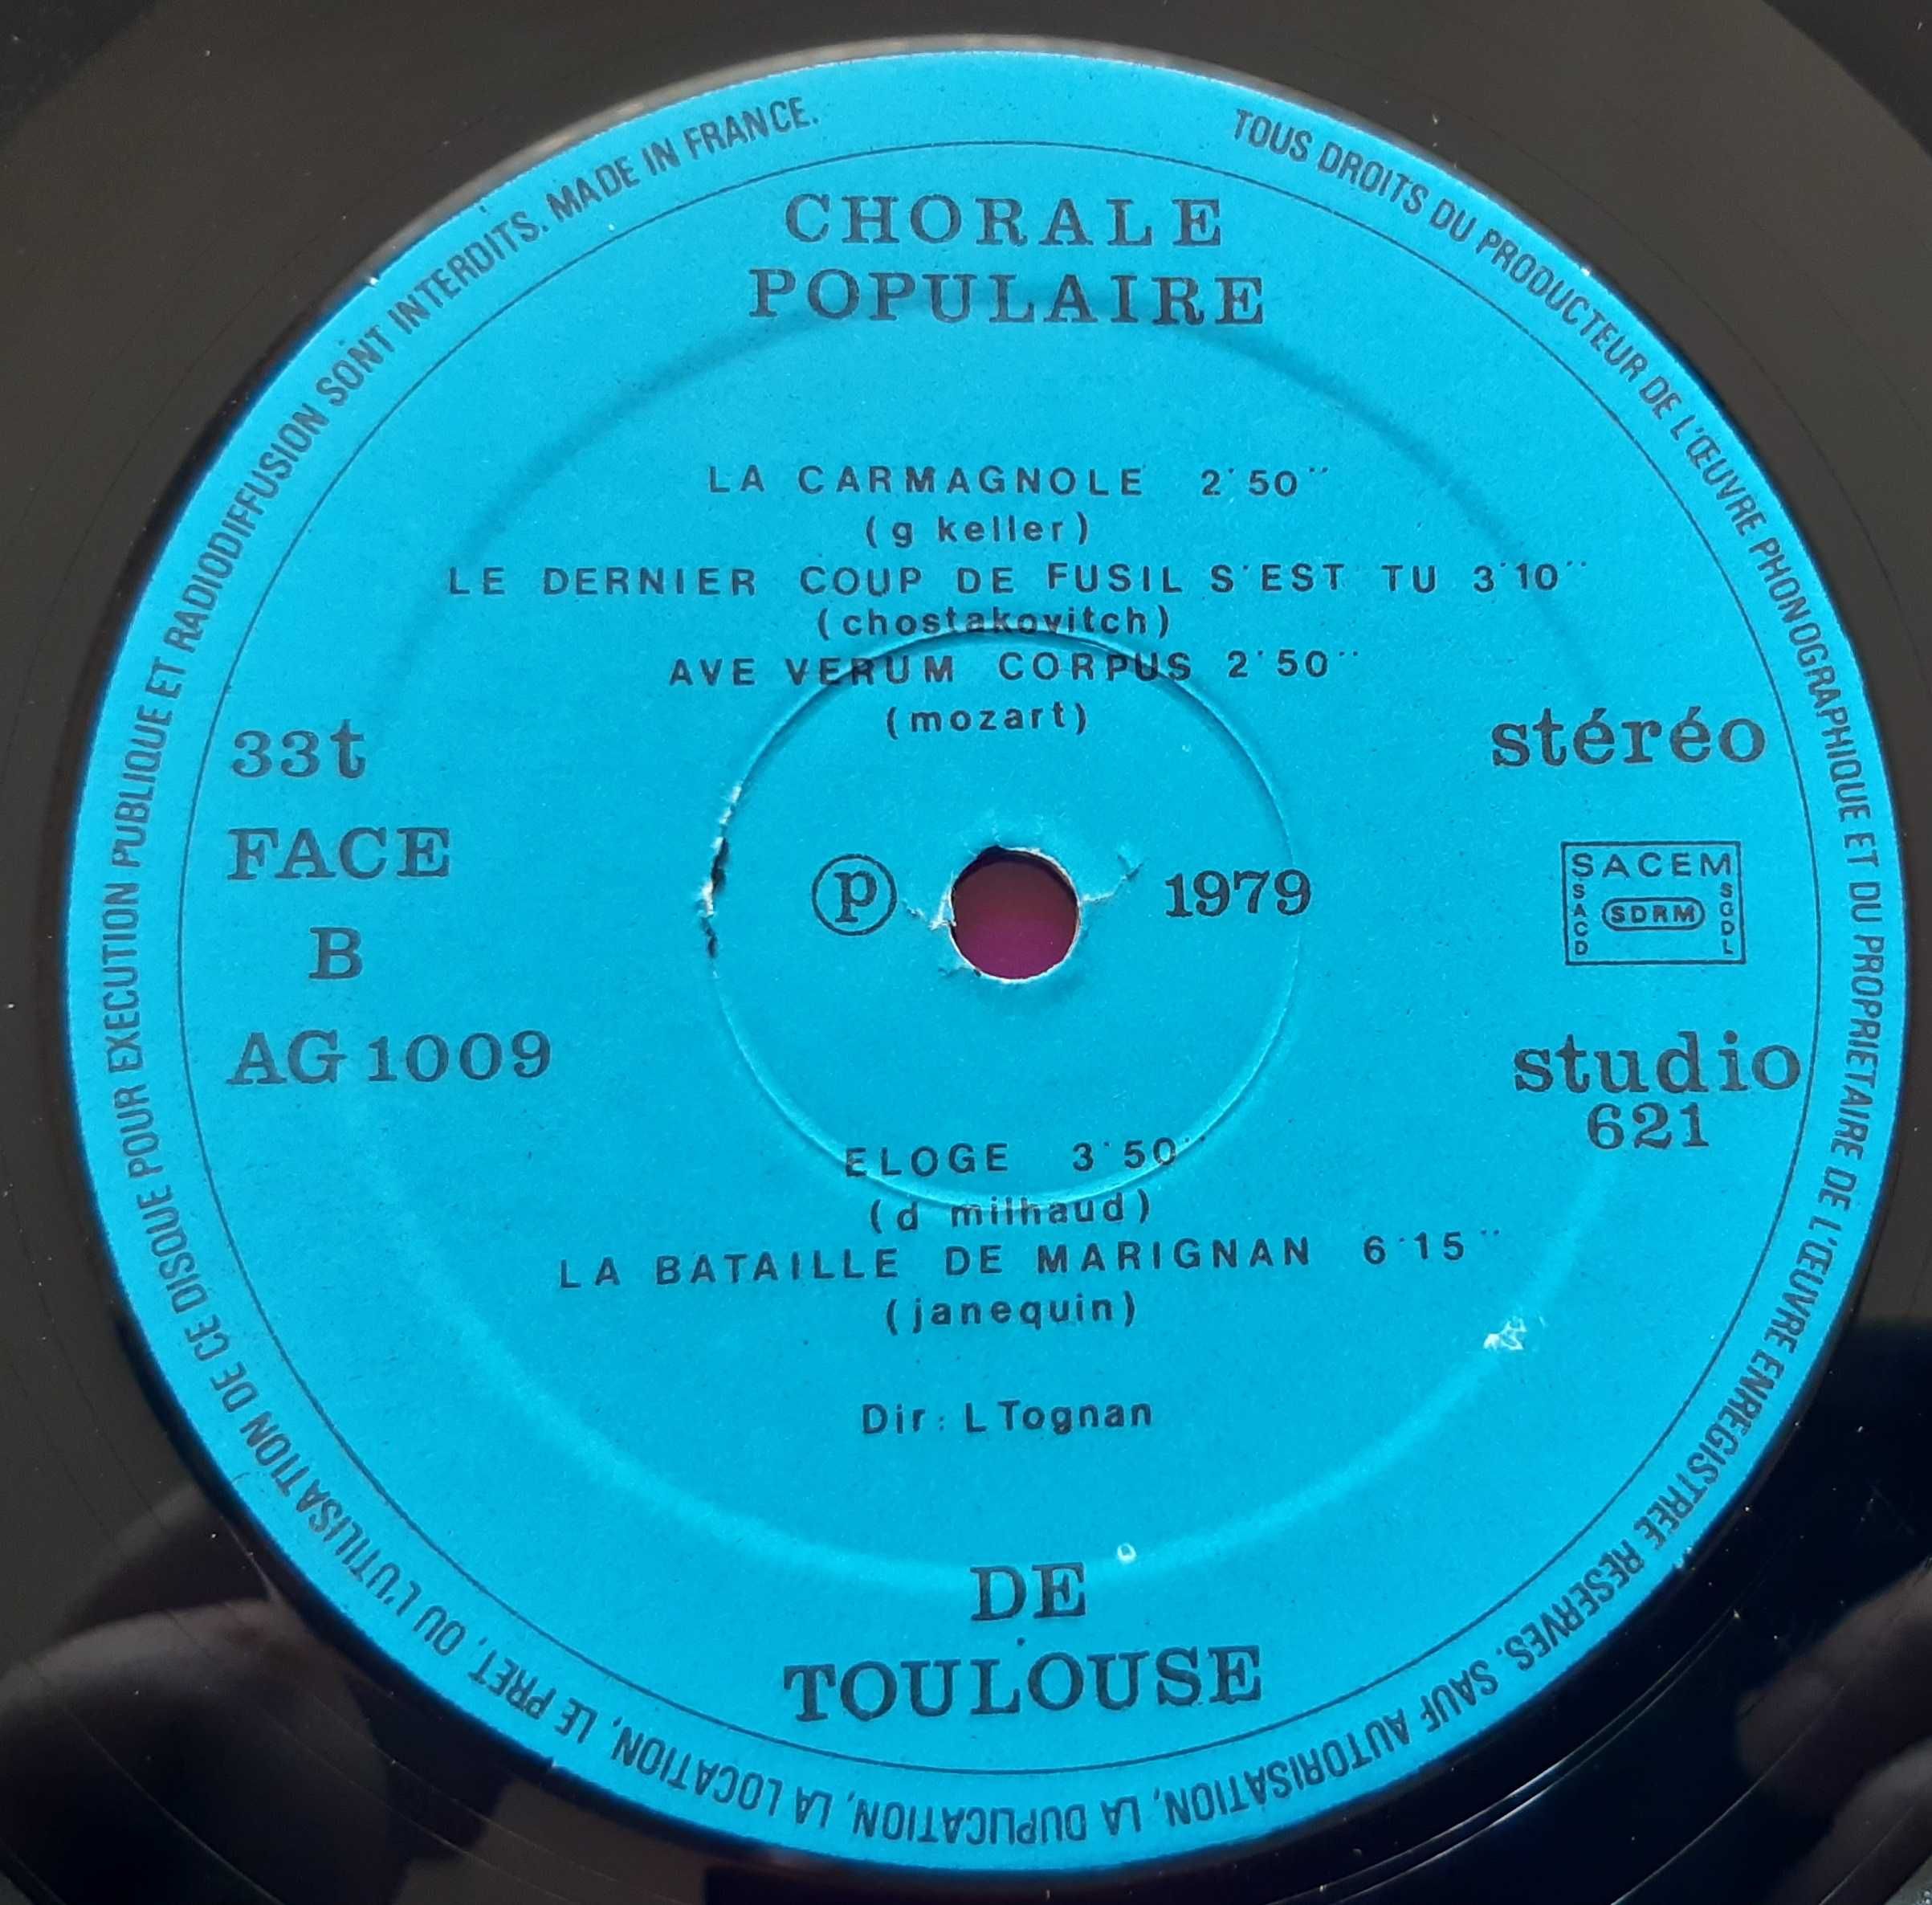 TOUS DROITS DU PRODUCTEUR DE L'ŒUVRE PHONOGRAPHIQUE ET DU PROPRIETAIRE DE L'ŒUVRE ENREGISTREE RESERVES. SAUF AUTORISATION, LA DUPLICATION, LA LOCATION, LE PRET, OU L'UTILISATION DE CE DISQUE POUR EXECUTION PUBLIQUE ET RADIODIFFUSION SONT INTERDITS. MADE IN FRANCE.
CHORALE
POPULAIRE
LA CARMAGNOLE 2'50''
(g keller)
LE DERNIER COUP DE FUSIL S'EST TU 3'10''
(chostakovitch)
AVE VERUM CORPUS 2'50''
(mozart)
33t
FACE
B
AG 1009
stéréo
SACEM
SACD
SDRM
SGDL
studio
621
℗ 1979
ELOGE 3'50''
(d milhaud)
LA BATAILLE DE MARIGNAN 6'15''
(janequin)
Dir: L Tognan
DE
TOULOUSE